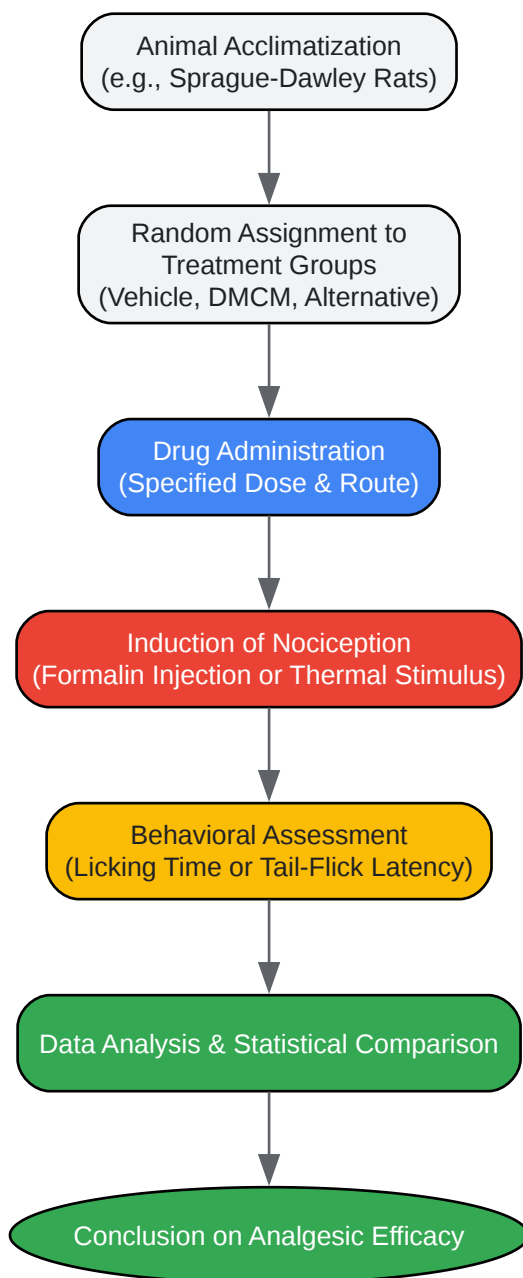 Animal Acclimatization
(e.g., Sprague-Dawley Rats)
Random Assignment to
Treatment Groups
(Vehicle, DMCM, Alternative)
Drug Administration
(Specified Dose & Route)
Induction of Nociception
(Formalin Injection or Thermal Stimulus)
Behavioral Assessment
(Licking Time or Tail-Flick Latency)
Data Analysis & Statistical Comparison
Conclusion on Analgesic Efficacy